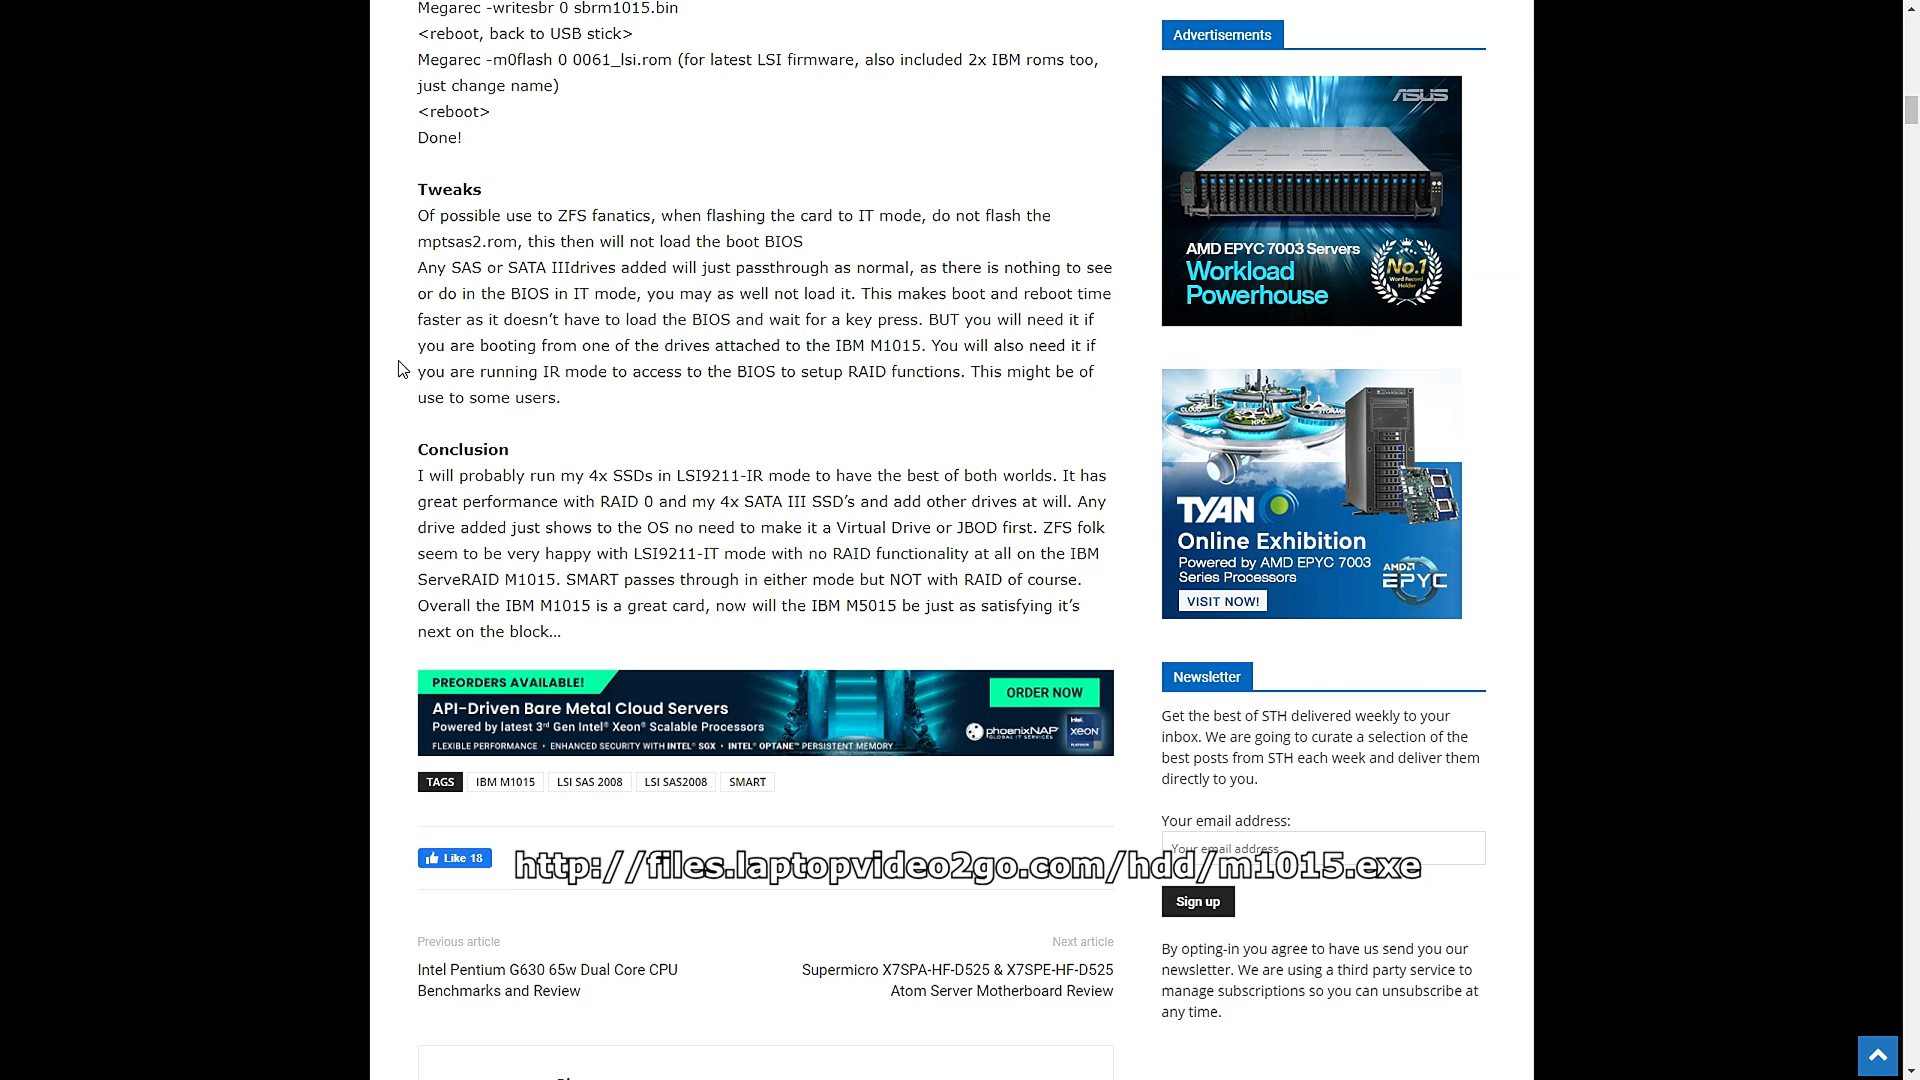 Megarec -writesbr 0 sbrm1015.bin
<reboot, back to USB stick>
Megarec -m0flash 0 0061_lsi.rom (for latest LSI firmware, also included 2x IBM roms too,
just change name)
<reboot>
Done!
Tweaks
Of possible use to ZFS fanatics, when flashing the card to IT mode, do not flash the
mptsas2.rom, this then will not load the boot BIOS
Any SAS or SATA IIIdrives added will just passthrough as normal, as there is nothing to see
or do in the BIOS in IT mode, you may as well not load it. This makes boot and reboot time
faster as it doesn’t have to load the BIOS and wait for a key press. BUT you will need it if
you are booting from one of the drives attached to the IBM M1015. You will also need it if
you are running IR mode to access to the BIOS to setup RAID functions. This might be of
use to some users.
Conclusion
I will probably run my 4x SSDs in LSI9211-IR mode to have the best of both worlds. It has
great performance with RAID 0 and my 4x SATA III SSD’s and add other drives at will. Any
drive added just shows to the OS no need to make it a Virtual Drive or JBOD first. ZFS folk
seem to be very happy with LSI9211-IT mode with no RAID functionality at all on the IBM
ServeRAID M1015. SMART passes through in either mode but NOT with RAID of course.
Overall the IBM M1015 is a great card, now will the IBM M5015 be just as satisfying it’s
next on the block…
PREORDERS AVAILABLE!
API-Driven Bare Metal Cloud Servers
Powered by latest 3rd Gen Intel® Xeon® Scalable Processors
FLEXIBLE PERFORMANCE • ENHANCED SECURITY WITH INTEL® SGX • INTEL® OPTANE™ PERSISTENT MEMORY
ORDER NOW
phoenixNAP
GLOBAL IT SERVICES
intel
XEON
PLATINUM
TAGS
IBM M1015
LSI SAS 2008
LSI SAS2008
SMART
Like 18
http://files.laptopvideo2go.com/hdd/m1015.exe
Previous article
Intel Pentium G630 65w Dual Core CPU
Benchmarks and Review
Next article
Supermicro X7SPA-HF-D525 & X7SPE-HF-D525
Atom Server Motherboard Review
Advertisements
ASUS
AMD EPYC 7003 Servers
Workload
Powerhouse
No.1
Word Record
Holder
CLOUD
HPC
STORAGE
TYAN
TYAN
Online Exhibition
Powered by AMD EPYC 7003
Series Processors
AMD
EPYC
VISIT NOW!
Newsletter
Get the best of STH delivered weekly to your
inbox. We are going to curate a selection of the
best posts from STH each week and deliver them
directly to you.
Your email address:
Your email address
Sign up
By opting-in you agree to have us send you our
newsletter. We are using a third party service to
manage subscriptions so you can unsubscribe at
any time.